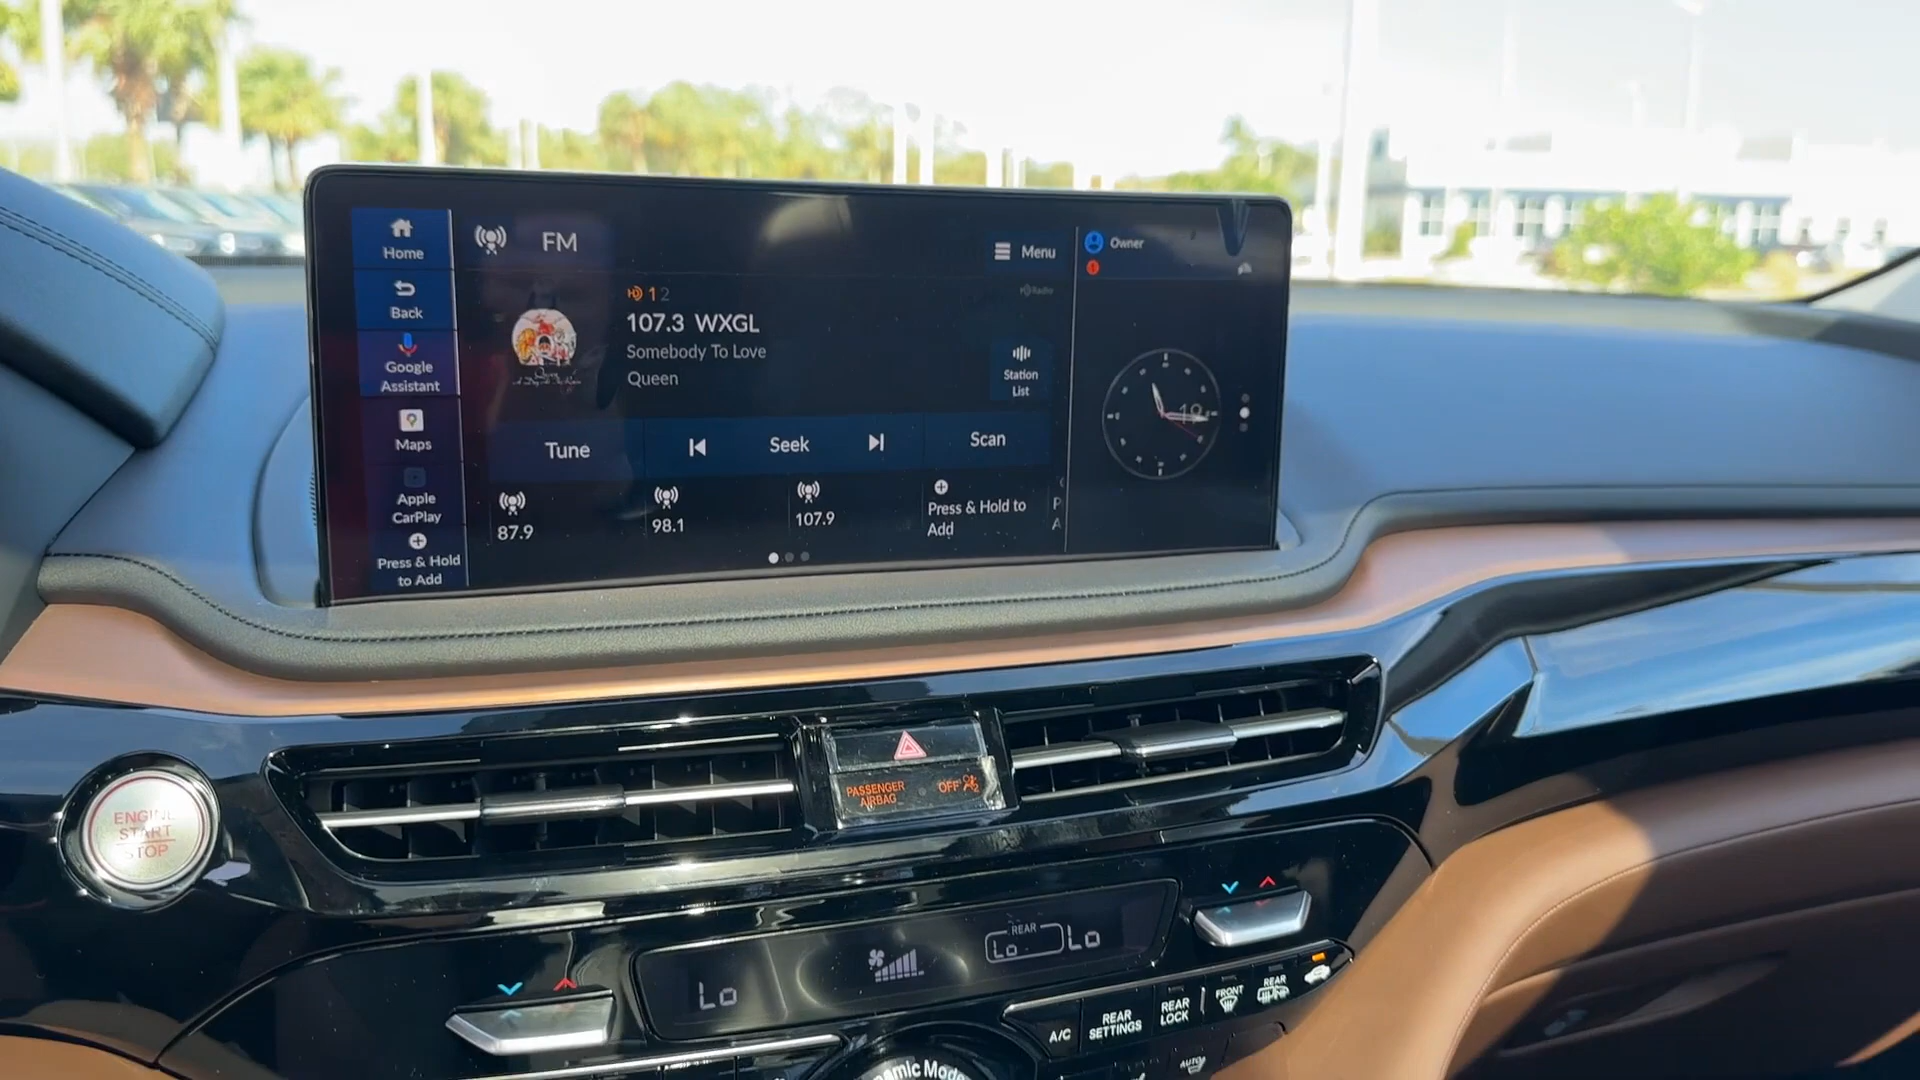 Home
FM
Menu
Owner
Back
1 2
Radio
107.3 WXGL
Somebody To Love
Queen
Google
Assistant
Station
List
Maps
Tune
Seek
Scan
Apple
CarPlay
87.9
98.1
107.9
Press & Hold to
Add
Press & Hold
to Add
ENGINE
START
STOP
PASSENGER
AIRBAG
OFF
REAR
Lo
Lo
Lo
A/C
REAR
SETTINGS
REAR
LOCK
FRONT
REAR
AUTO